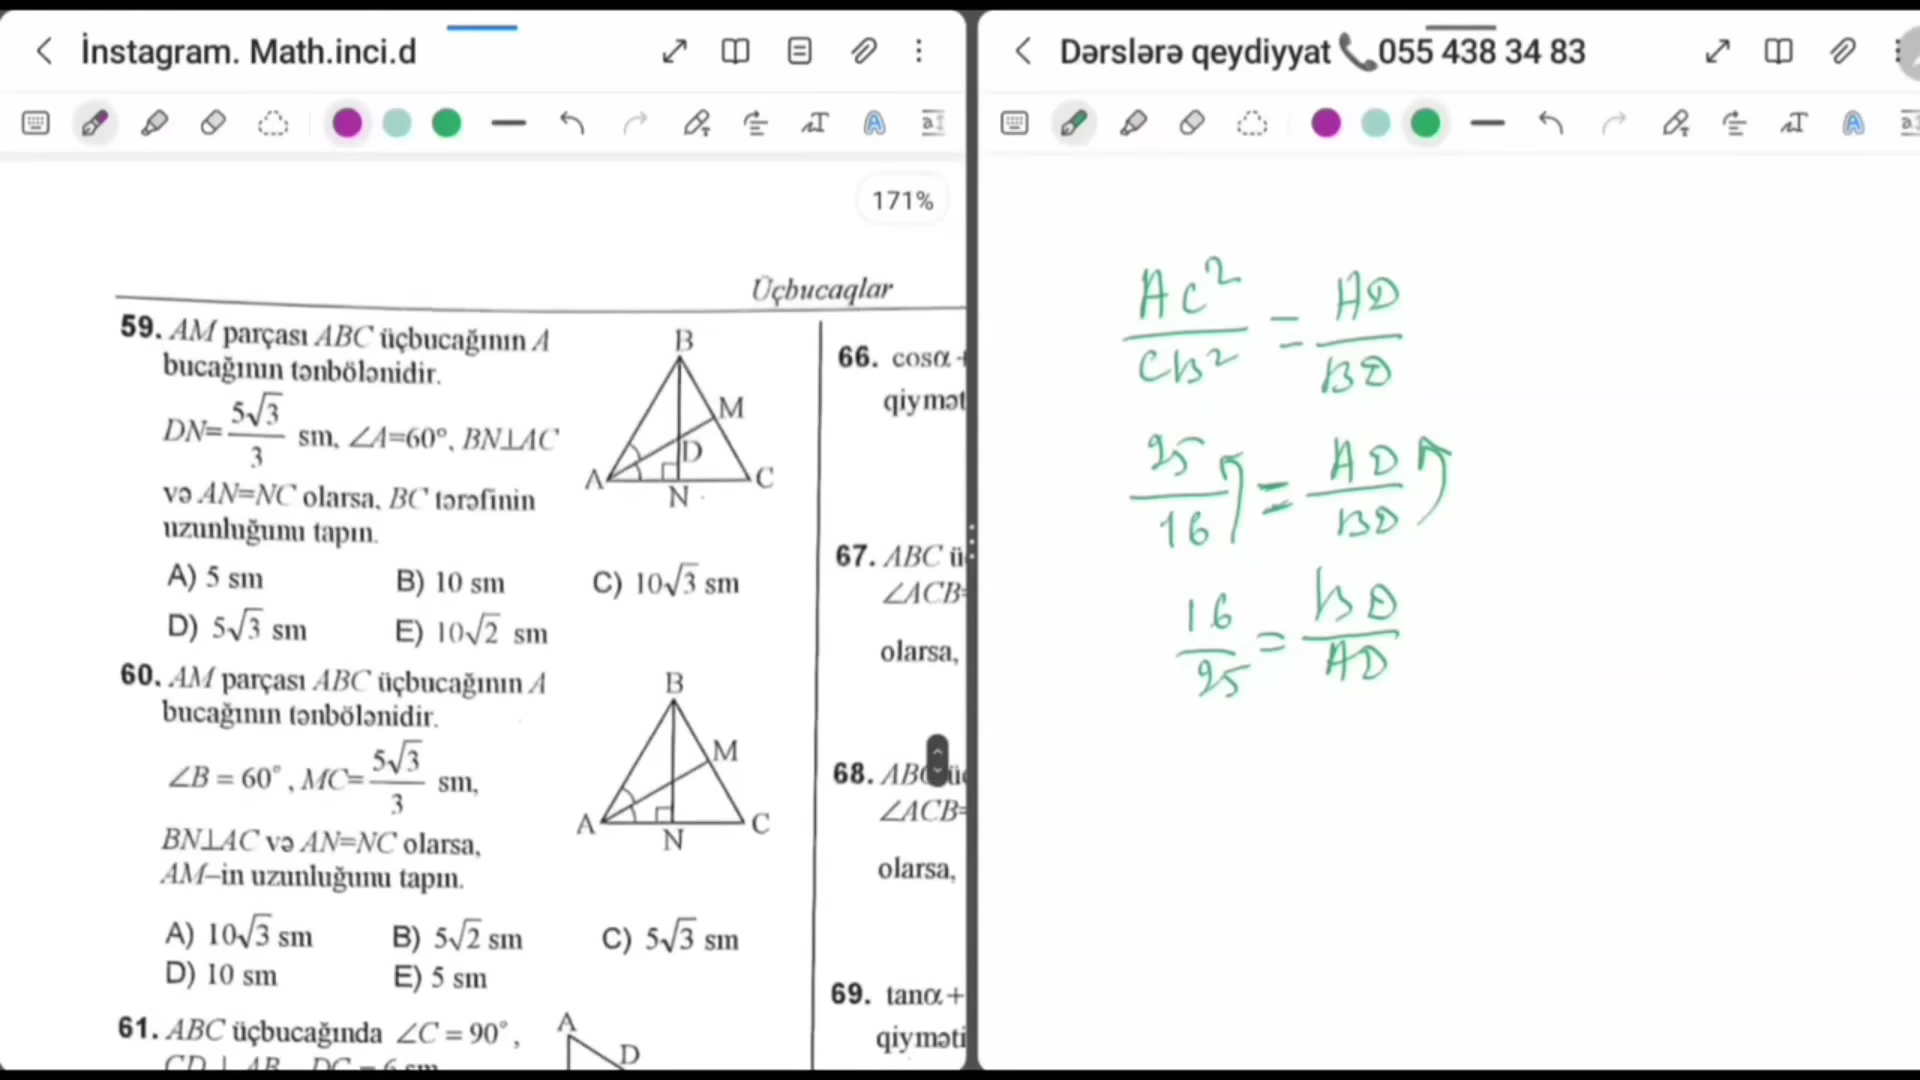 İnstagram. Math.inci.d
171%
Üçbucaqlar
59. AM parçası ABC üçbucağının A
bucağının tənbölənidir.
DN=5√3/3 sm, ∠A=60°, BN⊥AC
və AN=NC olarsa, BC tərəfinin
uzunluğunu tapın.
A) 5 sm B) 10 sm C) 10√3 sm
D) 5√3 sm E) 10√2 sm
B
M
D
A
C
N
60. AM parçası ABC üçbucağının A
bucağının tənbölənidir.
∠B = 60°, MC=5√3/3 sm,
BN⊥AC və AN=NC olarsa,
AM–in uzunluğunu tapın.
A) 10√3 sm B) 5√2 sm C) 5√3 sm
D) 10 sm E) 5 sm
B
M
A
C
N
61. ABC üçbucağında ∠C = 90°,
A
D
66. cosα+
qiymət
67. ABC ü
∠ACB=
olarsa,
68. ABC üç
∠ACB=
olarsa,
69. tanα+
qiyməti
Dərslərə qeydiyyat 📞055 438 34 83
AC²/CB² = AD/BD
25/16 = AD/BD
16/25 = BD/AD